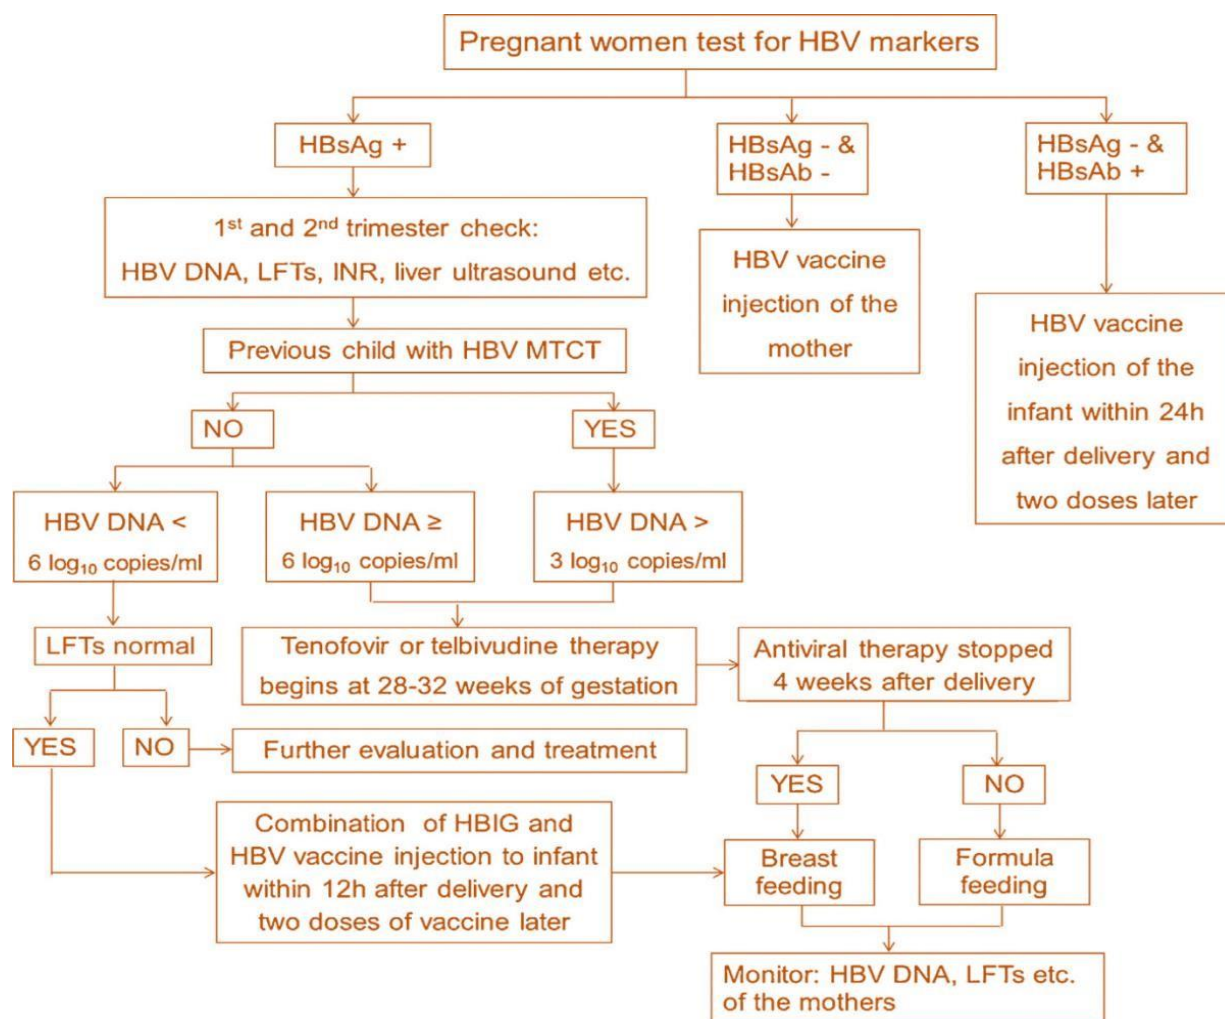 Pregnant women test for HBV markers
HBsAg +
HBsAg - &
HBsAb -
HBsAg - &
HBsAb +
1st and 2nd trimester check:
HBV DNA, LFTs, INR, liver ultrasound etc.
HBV vaccine
injection of the
mother
HBV vaccine
injection of the
infant within 24h
after delivery and
two doses later
Previous child with HBV MTCT
NO
YES
HBV DNA <
6 log10 copies/ml
HBV DNA ≥
6 log10 copies/ml
HBV DNA >
3 log10 copies/ml
LFTs normal
Tenofovir or telbivudine therapy
begins at 28-32 weeks of gestation
Antiviral therapy stopped
4 weeks after delivery
YES
NO
Further evaluation and treatment
YES
NO
Combination of HBIG and
HBV vaccine injection to infant
within 12h after delivery and
two doses of vaccine later
Breast
feeding
Formula
feeding
Monitor: HBV DNA, LFTs etc.
of the mothers